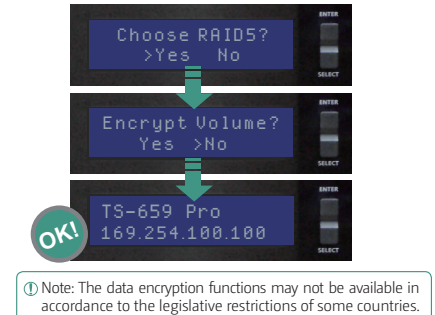 ENTER
Choose RAID5?
>Yes No
SELECT
ENTER
Encrypt Volume?
Yes >No
SELECT
ENTER
TS-659 Pro
169.254.100.100
SELECT
OK!
! Note: The data encryption functions may not be available in
accordance to the legislative restrictions of some countries.